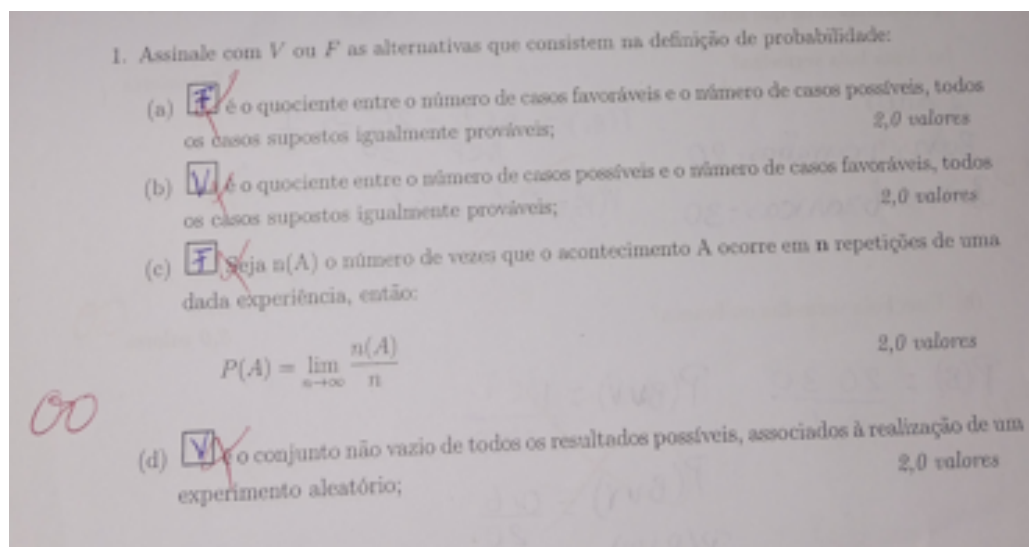 1. Assinale com V ou F as alternativas que consistem na definição de probabilidade:
(a) F é o quociente entre o número de casos favoráveis e o número de casos possíveis, todos
os casos supostos igualmente prováveis; 2,0 valores
(b) V é o quociente entre o número de casos possíveis e o número de casos favoráveis, todos
os casos supostos igualmente prováveis; 2,0 valores
(c) F Seja n(A) o número de vezes que o acontecimento A ocorre em n repetições de uma
dada experiência, então:
P(A) = lim n→∞ n(A)/n 2,0 valores
00
(d) V é o conjunto não vazio de todos os resultados possíveis, associados à realização de um
experimento aleatório; 2,0 valores